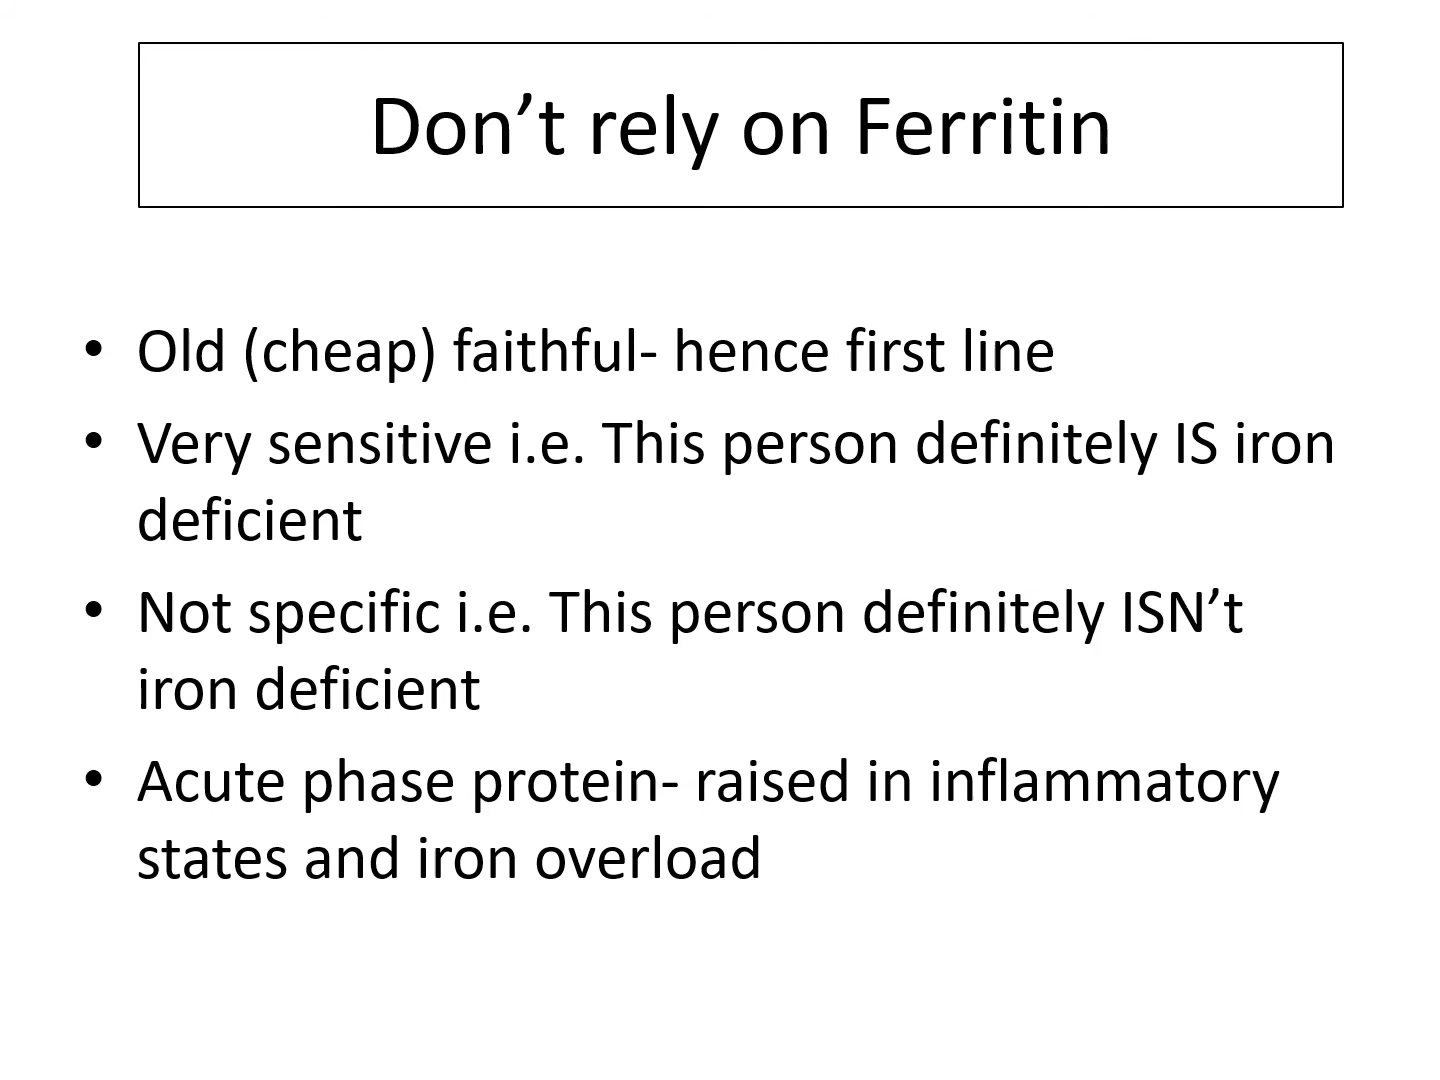 Don’t rely on Ferritin
• Old (cheap) faithful- hence first line
• Very sensitive i.e. This person definitely IS iron
deficient
• Not specific i.e. This person definitely ISN’t
iron deficient
• Acute phase protein- raised in inflammatory
states and iron overload